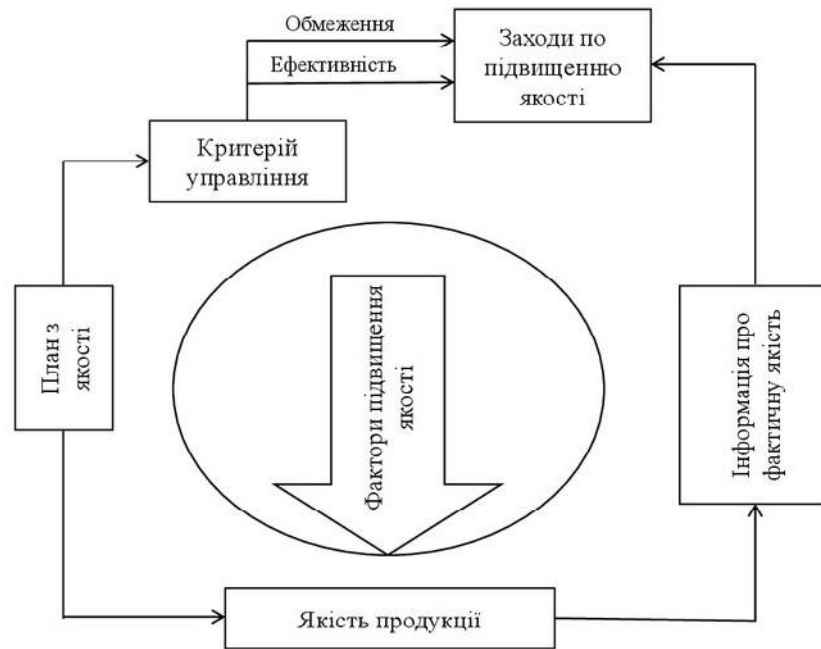 Обмеження
Ефективність
Заходи по
підвищенню
якості
Критерій
управління
План з
якості
Фактори підвищення
якості
Інформація про
фактичну якість
Якість продукції